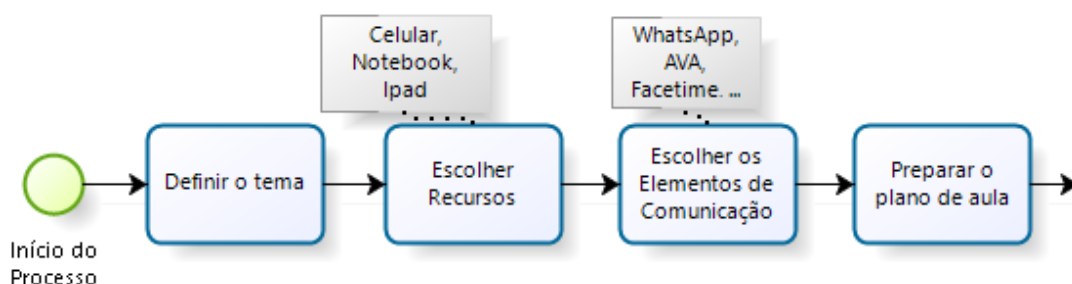 Celular,
Notebook,
Ipad
WhatsApp,
AVA,
Facetime. ...
Início do
Processo
Definir o tema
Escolher
Recursos
Escolher os
Elementos de
Comunicação
Preparar o
plano de aula